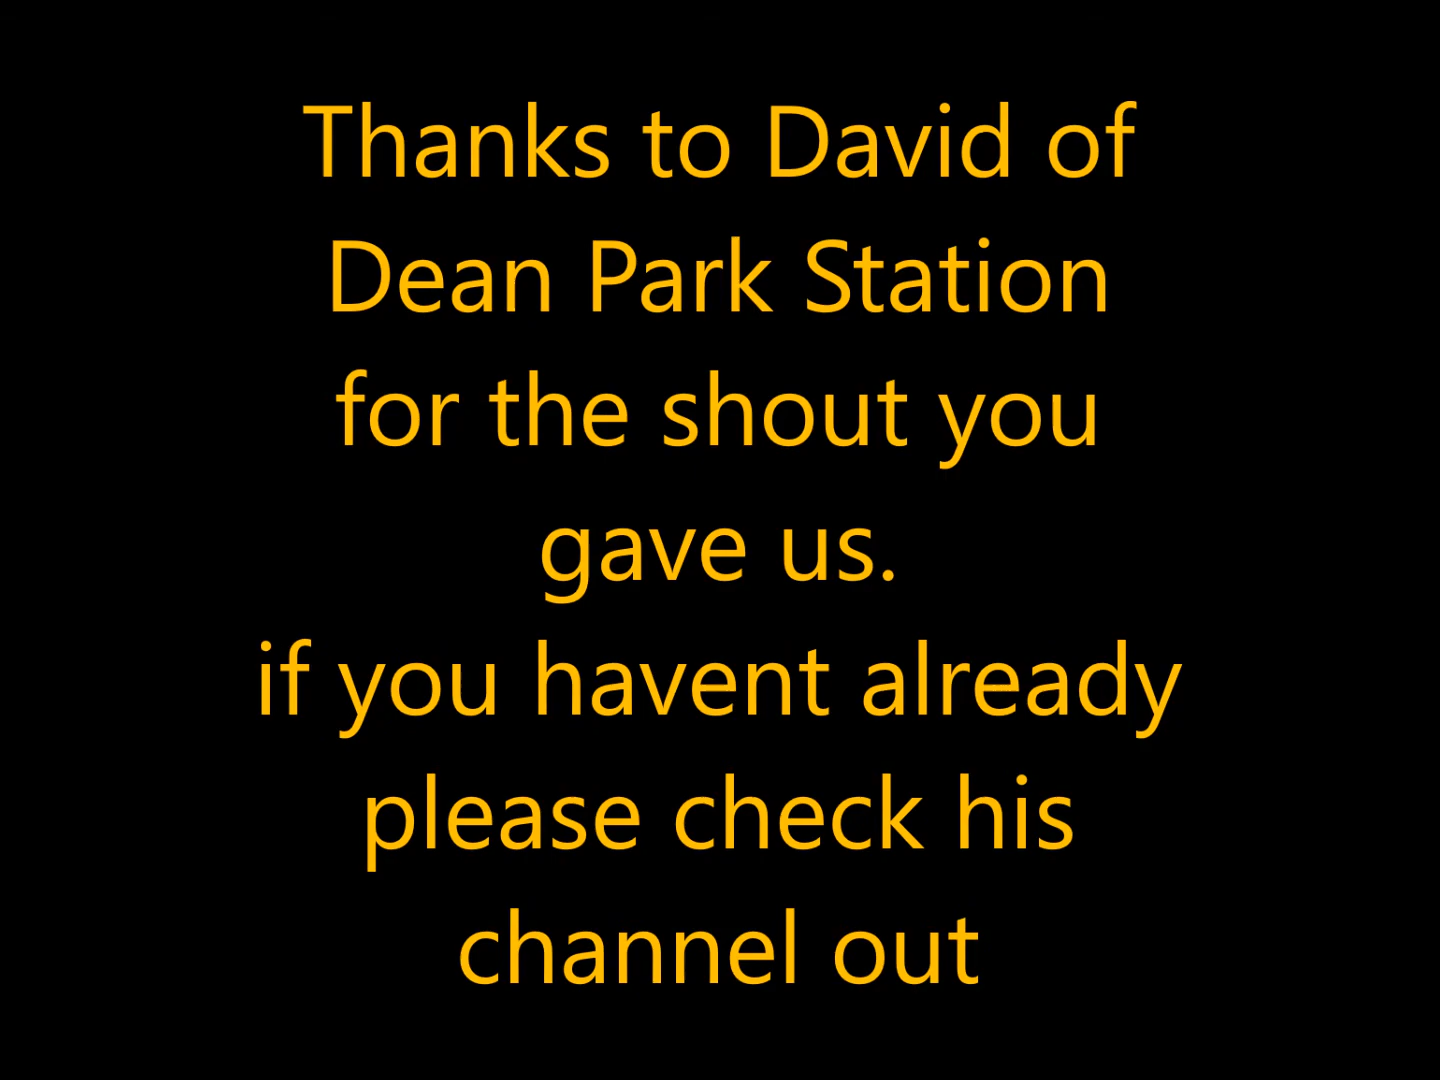 Thanks to David of
Dean Park Station
for the shout you
gave us.
if you havent already
please check his
channel out